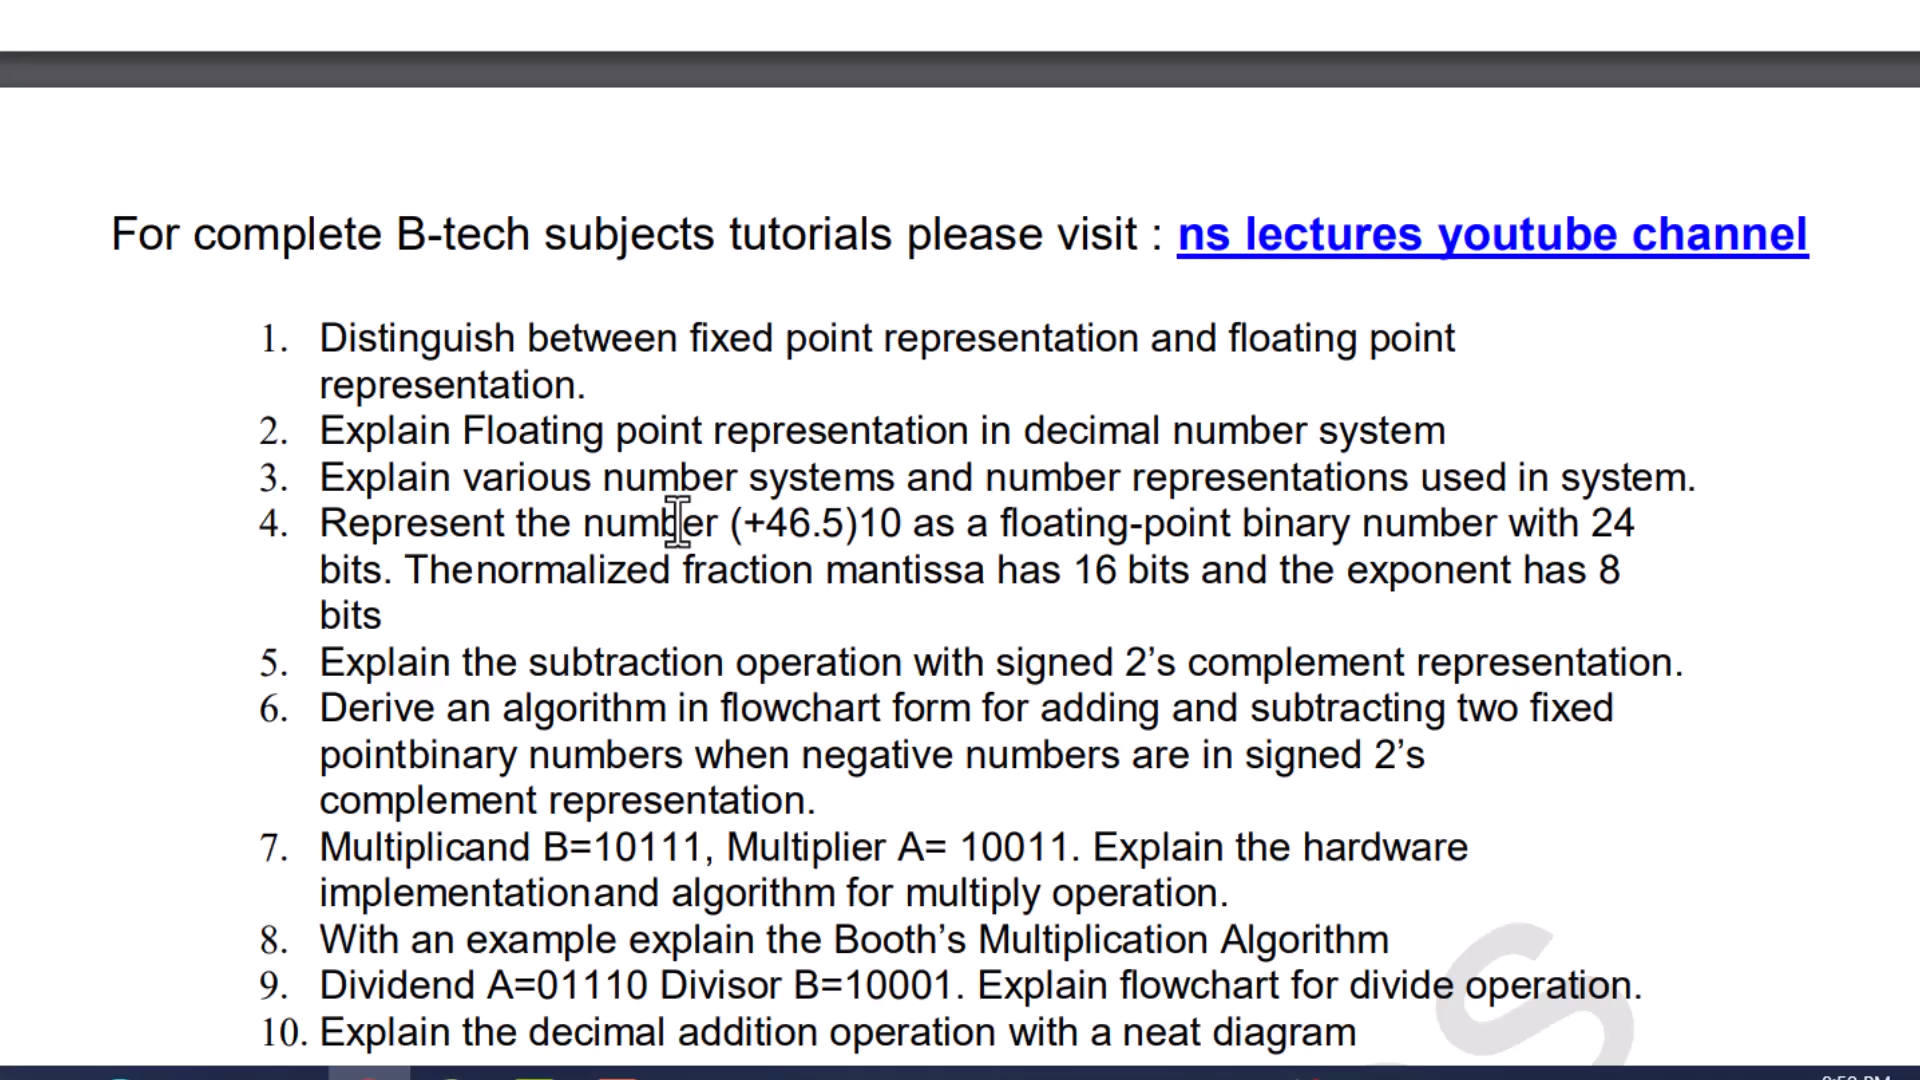 For complete B-tech subjects tutorials please visit : ns lectures youtube channel
1. Distinguish between fixed point representation and floating point
representation.
2. Explain Floating point representation in decimal number system
3. Explain various number systems and number representations used in system.
4. Represent the number (+46.5)10 as a floating-point binary number with 24
bits. Thenormalized fraction mantissa has 16 bits and the exponent has 8
bits
5. Explain the subtraction operation with signed 2’s complement representation.
6. Derive an algorithm in flowchart form for adding and subtracting two fixed
pointbinary numbers when negative numbers are in signed 2’s
complement representation.
7. Multiplicand B=10111, Multiplier A= 10011. Explain the hardware
implementationand algorithm for multiply operation.
8. With an example explain the Booth’s Multiplication Algorithm
9. Dividend A=01110 Divisor B=10001. Explain flowchart for divide operation.
10. Explain the decimal addition operation with a neat diagram